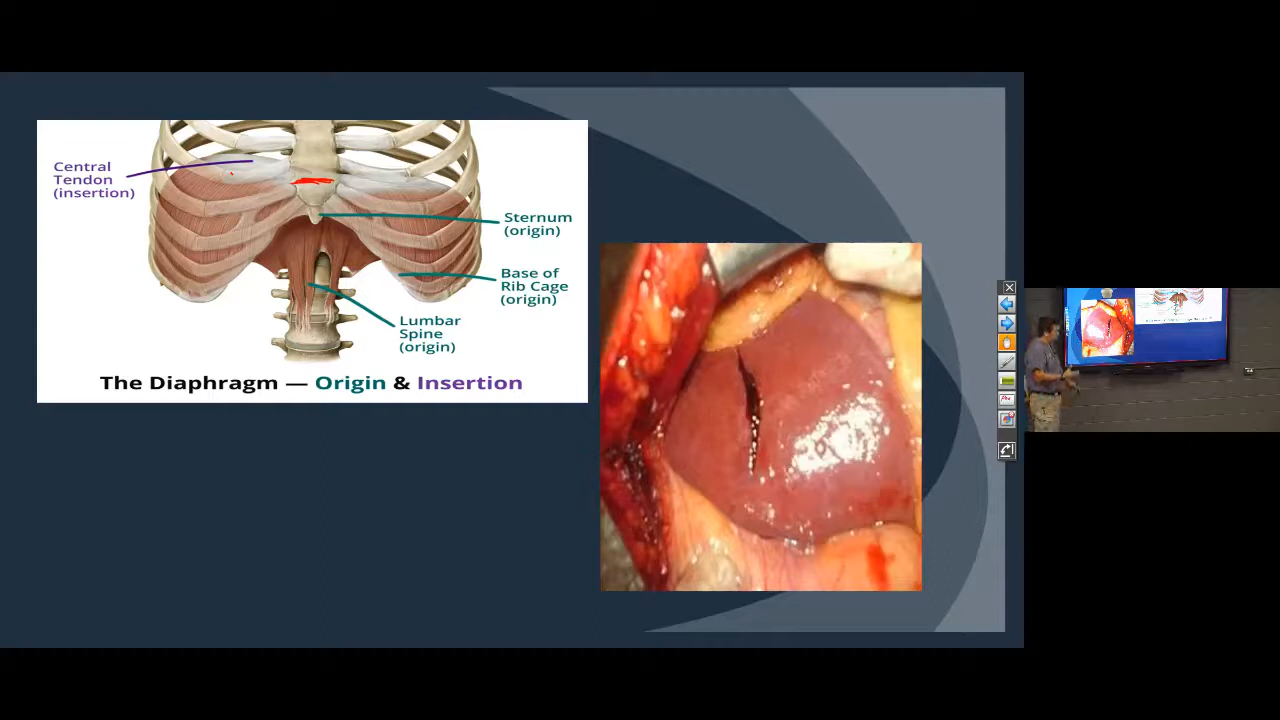 Central
Tendon
(insertion)
Sternum
(origin)
Base of
Rib Cage
(origin)
Lumbar
Spine
(origin)
The Diaphragm — Origin & Insertion